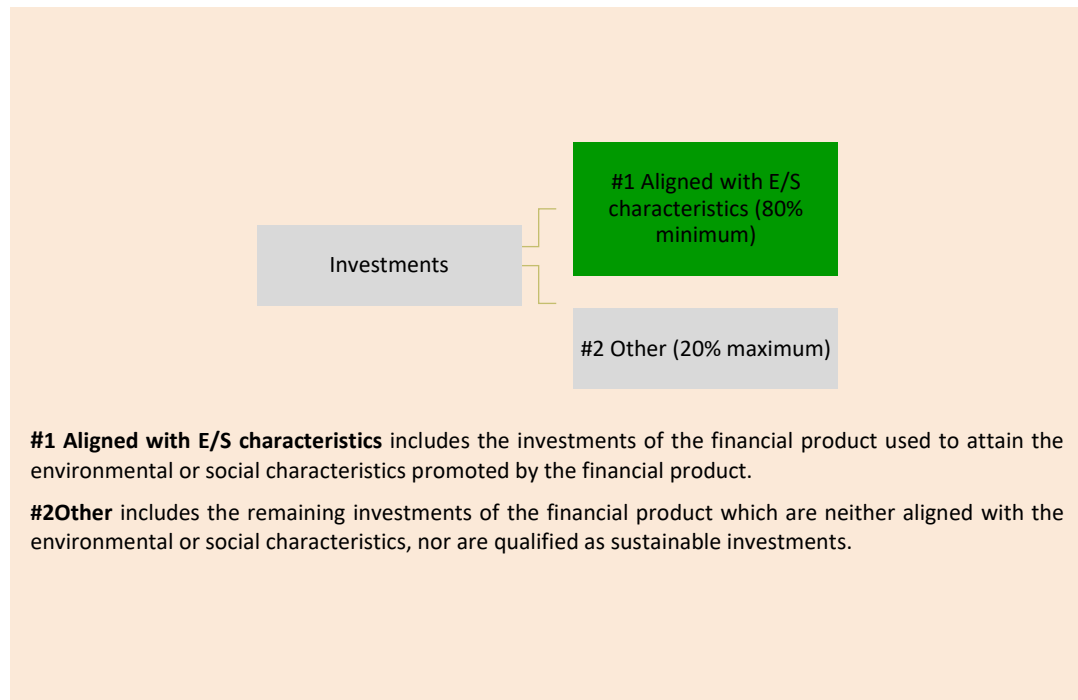 #1 Aligned with E/S
characteristics (80%
minimum)
Investments
#2 Other (20% maximum)
#1 Aligned with E/S characteristics includes the investments of the financial product used to attain the
environmental or social characteristics promoted by the financial product.
#2Other includes the remaining investments of the financial product which are neither aligned with the
environmental or social characteristics, nor are qualified as sustainable investments.